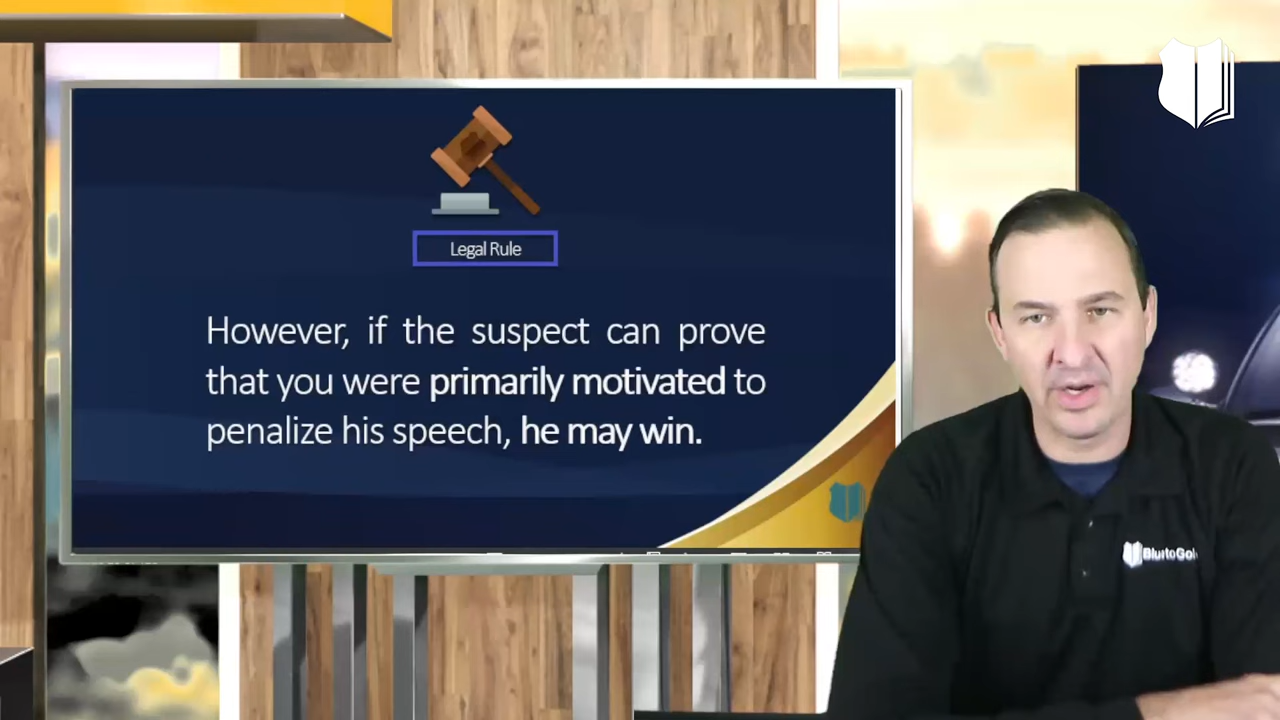 Legal Rule
However, if the suspect can prove
that you were primarily motivated to
penalize his speech, he may win.